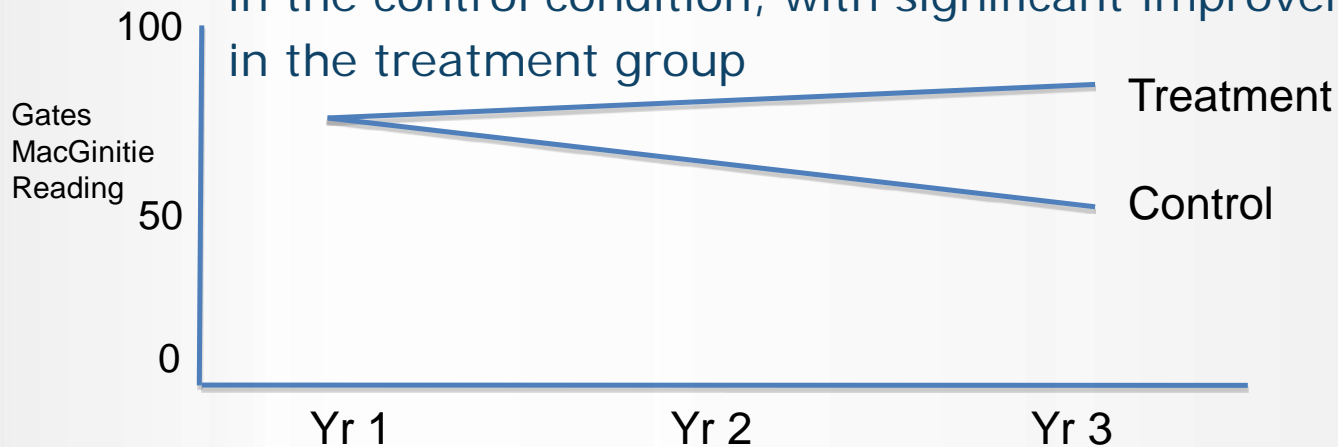 in the control condition, with significant
in the treatment group
100
Gates
MacGinitie
Reading
50
0
Treatment
Control
Yr 1
Yr 2
Yr 3